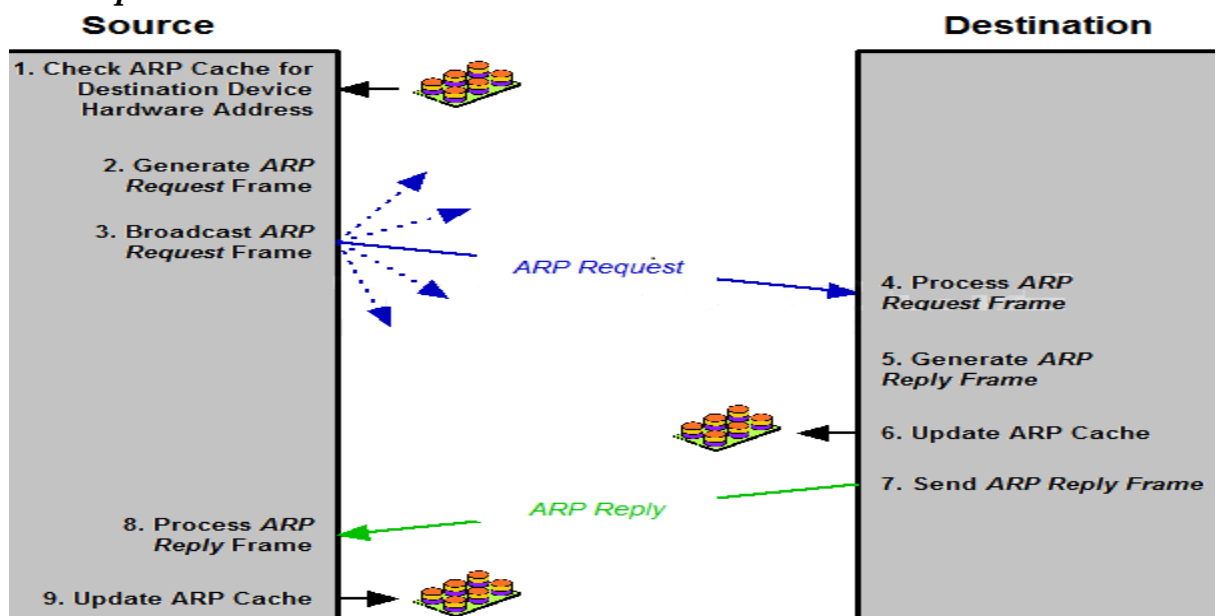 Source
Destination
1. Check ARP Cache for
Destination Device
Hardware Address
2. Generate ARP
Request Frame
3. Broadcast ARP
Request Frame
ARP Request
4. Process ARP
Request Frame
5. Generate ARP
Reply Frame
6. Update ARP Cache
7. Send ARP Reply Frame
ARP Reply
8. Process ARP
Reply Frame
9. Update ARP Cache